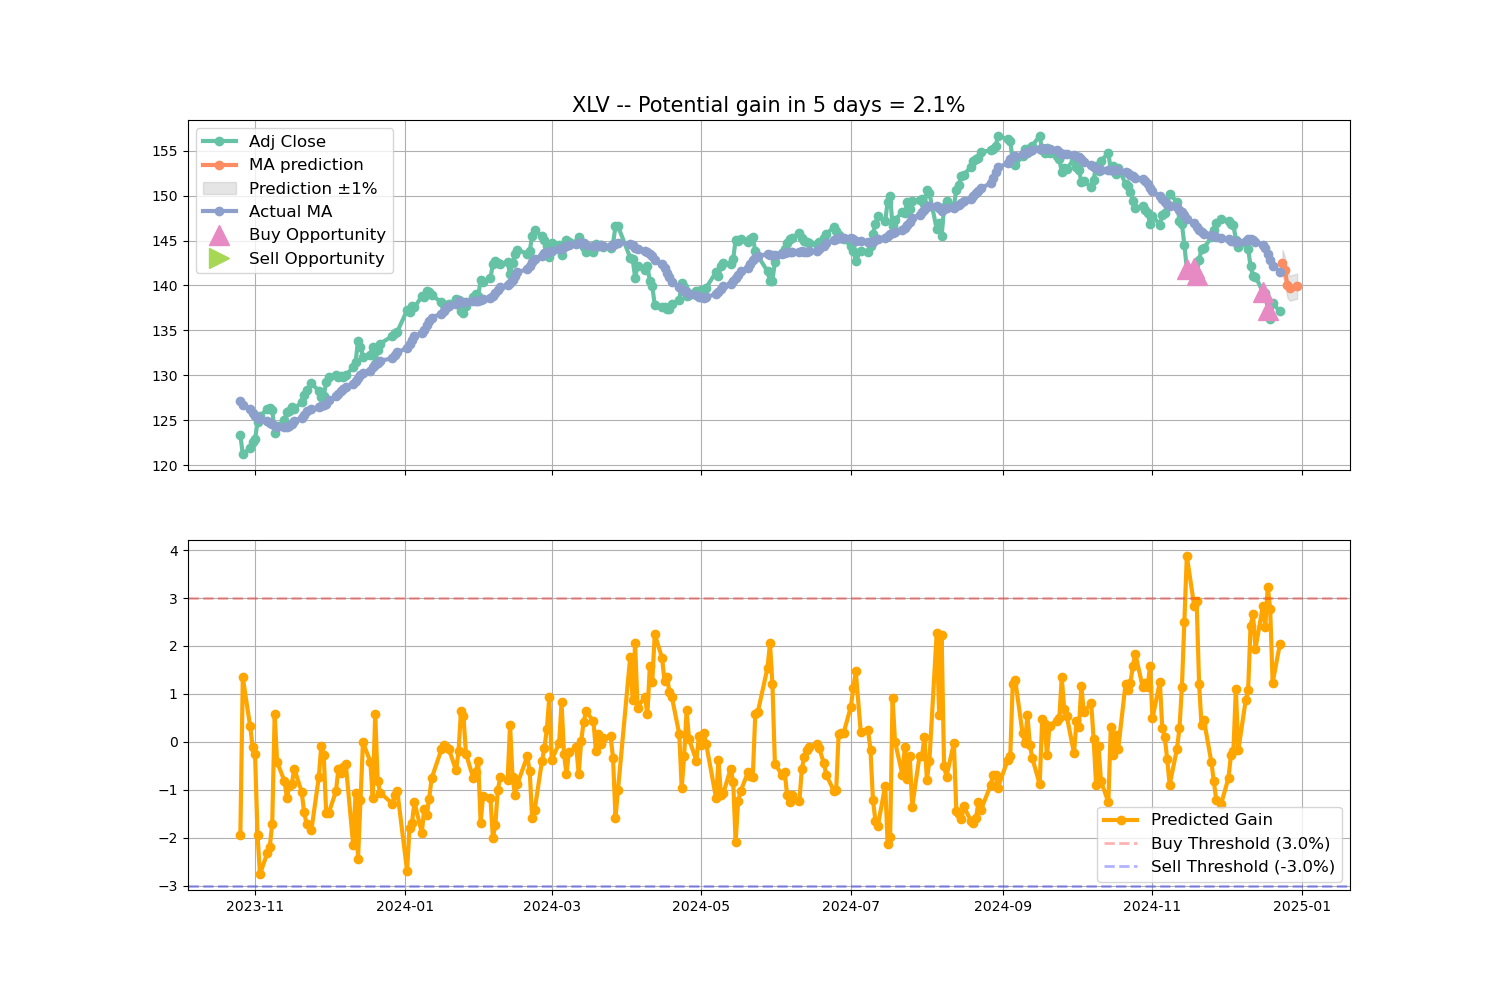 XLV -- Potential gain in 5 days = 2.1%
Adj Close
MA prediction
Prediction ±1%
Actual MA
Buy Opportunity
Sell Opportunity
155
150
145
140
135
130
125
120
4
3
2
1
0
−1
−2
−3
Predicted Gain
Buy Threshold (3.0%)
Sell Threshold (-3.0%)
2023-11
2024-01
2024-03
2024-05
2024-07
2024-09
2024-11
2025-01